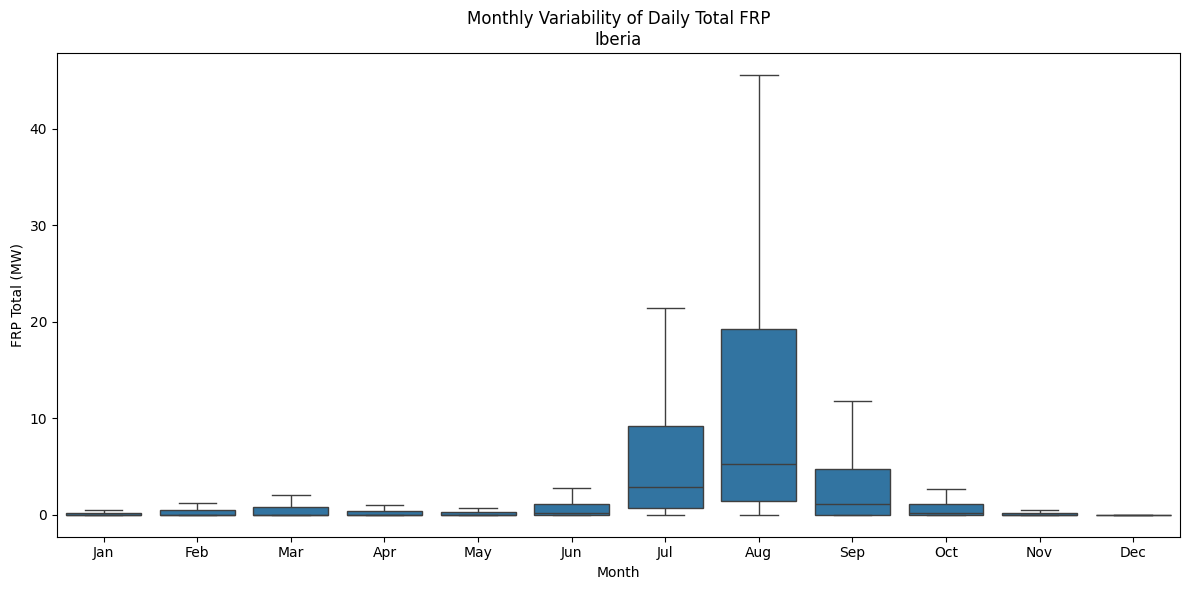 Monthly Variability of Daily Total FRP
Iberia
FRP Total (MW)
40
30
20
10
0
Jan Feb Mar Apr May Jun Jul Aug Sep Oct Nov Dec
Month